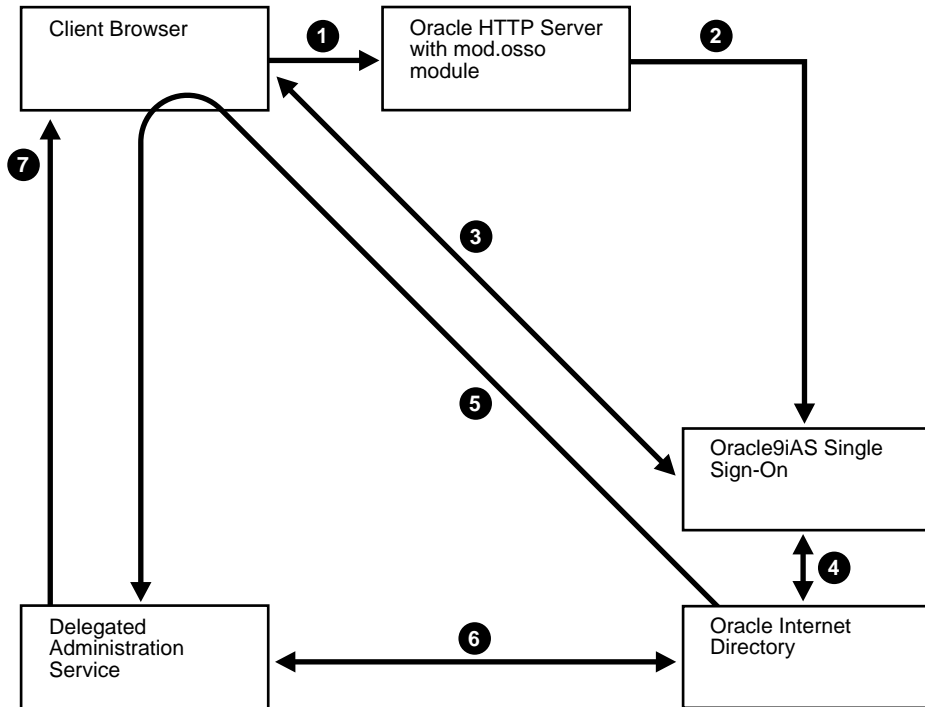 Client Browser
1
Oracle HTTP Server
with mod.osso
module
2
7
3
5
Oracle9iAS Single
Sign-On
4
Delegated
Administration
Service
6
Oracle Internet
Directory